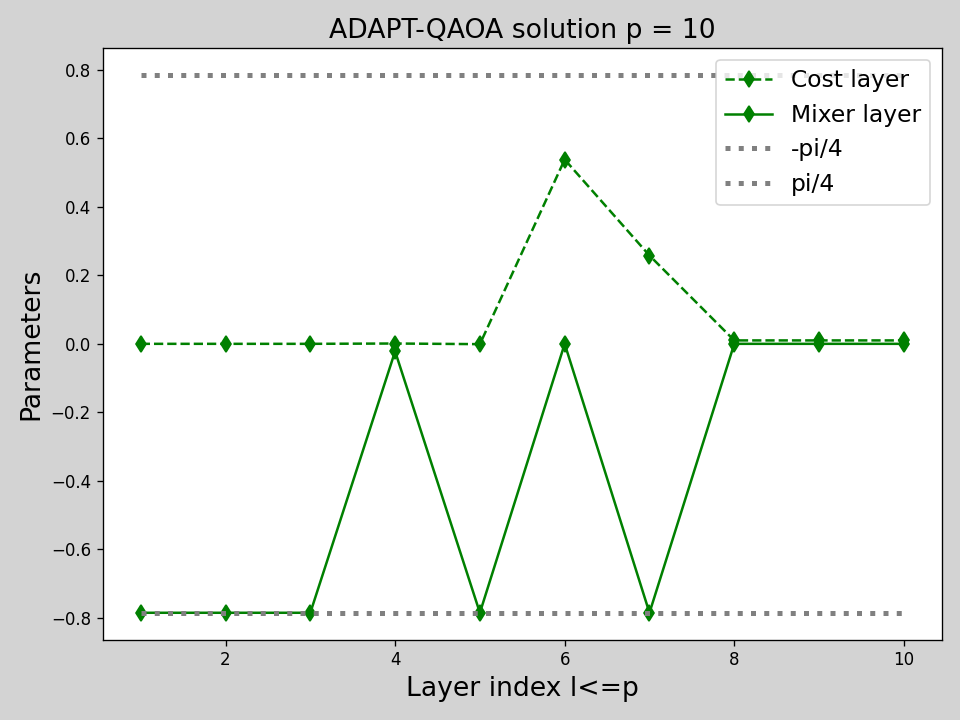 ADAPT-QAOA solution p = 10
Cost layer
Mixer layer
-pi/4
pi/4
Parameters
0.8
0.6
0.4
0.2
0.0
−0.2
−0.4
−0.6
−0.8
2 4 6 8 10
Layer index l<=p